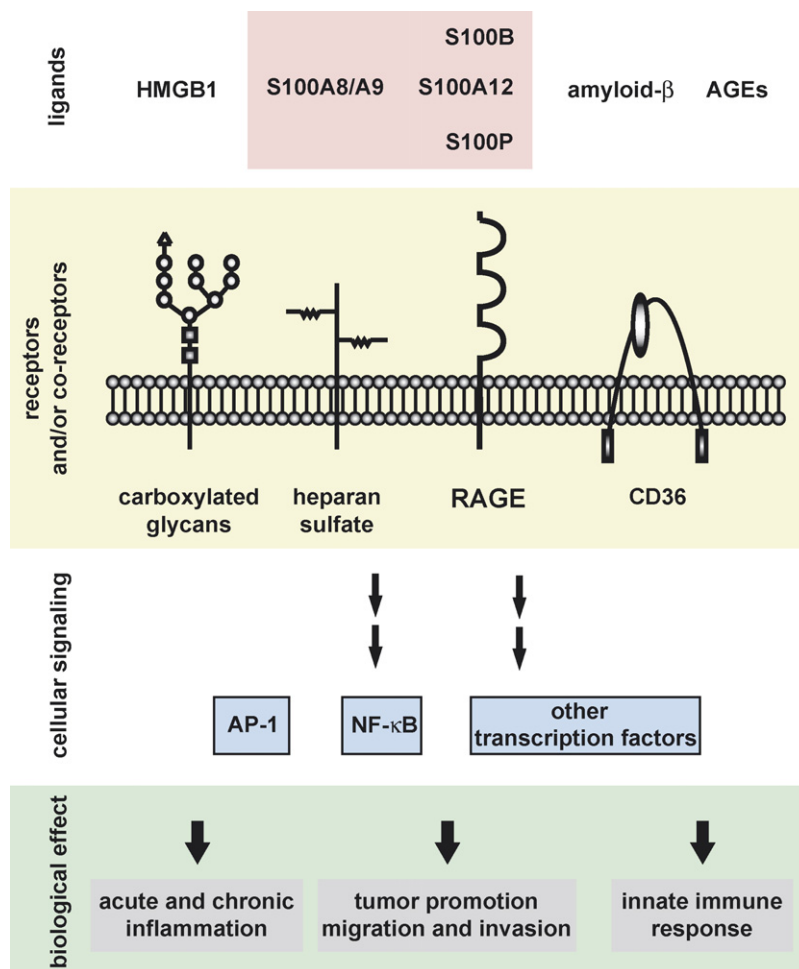 ligands
S100B
HMGB1 S100A8/A9 S100A12 amyloid-β AGEs
S100P
receptors
and/or co-receptors
carboxylated
glycans
heparan
sulfate
RAGE
CD36
cellular signaling
AP-1
NF-κB
other
transcription factors
biological effect
acute and chronic
inflammation
tumor promotion
migration and invasion
innate immune
response